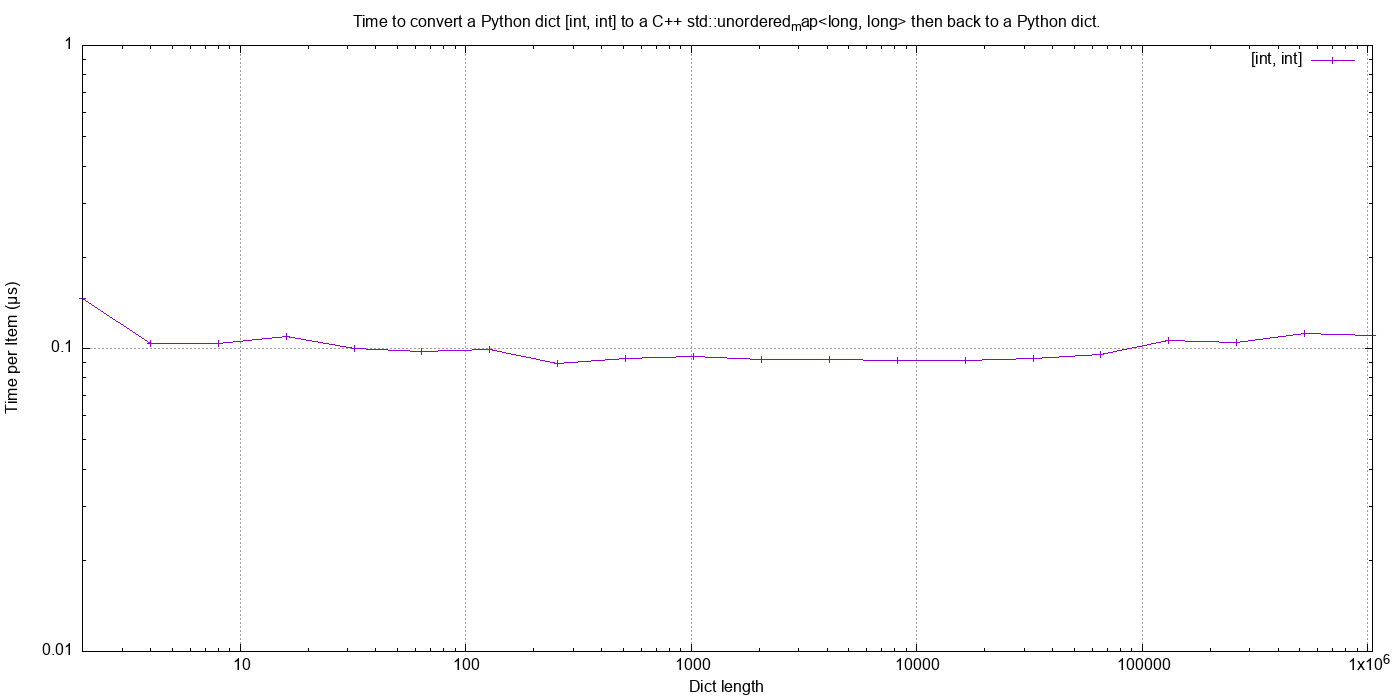 Time to convert a Python dict [int, int] to a C++ std::unordered_map<long, long> then back to a Python dict.
1
[int, int]
0.1
Time per Item (µs)
0.01
10 100 1000 10000 100000 1x10^6
Dict length